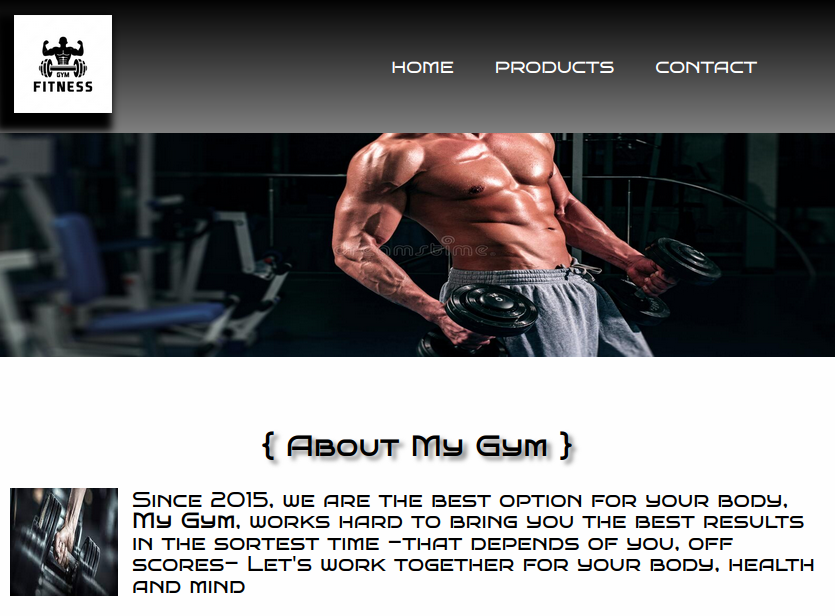 GYM
FITNESS
HOME PRODUCTS CONTACT
dreamstime
{ About My Gym }
Since 2015, we are the best option for your body,
My Gym, works hard to bring you the best results
in the sortest time -that depends of you, off
scores- Let's work together for your body, health
and mind